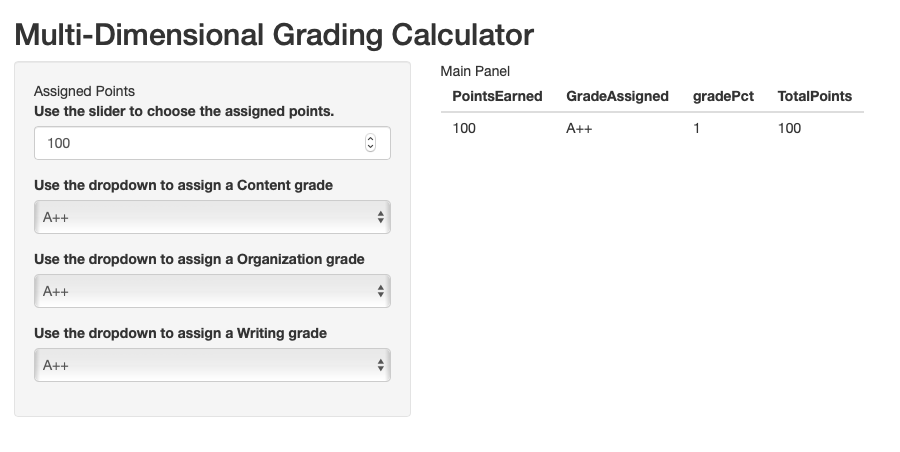 Multi-Dimensional Grading Calculator
Assigned Points
Use the slider to choose the assigned points.
100
Use the dropdown to assign a Content grade
A++
Use the dropdown to assign a Organization grade
A++
Use the dropdown to assign a Writing grade
A++
Main Panel
PointsEarned GradeAssigned gradePct TotalPoints
100 A++ 1 100